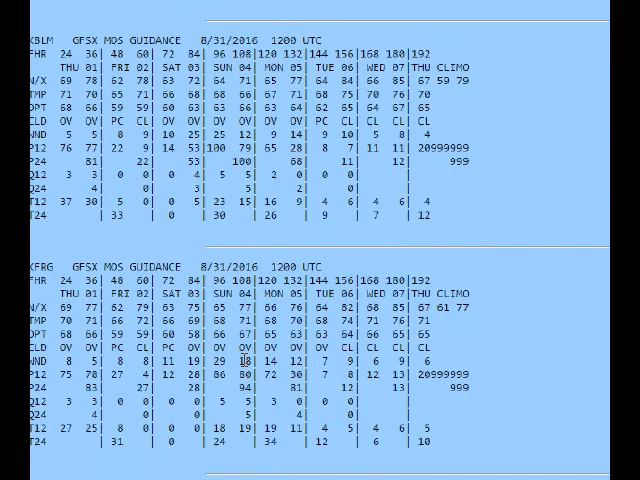 KBLM   GFSX MOS GUIDANCE   8/31/2016  1200 UTC
FHR  24  36| 48  60| 72  84| 96 108|120 132|144 156|168 180|192
THU 01| FRI 02| SAT 03| SUN 04| MON 05| TUE 06| WED 07|THU CLIMO
N/X  69  78| 62  78| 63  72| 64  71| 65  77| 64  84| 66  85| 67 59 79
TMP  71  70| 65  71| 66  68| 68  66| 67  71| 68  75| 70  76| 70
DPT  68  66| 59  59| 60  63| 63  63| 63  64| 62  65| 64  67| 65
CLD  OV  OV| PC  CL| OV  OV| OV  OV| OV  OV| PC  CL| CL  CL| CL
WND   5   5|  8   9| 10  25| 25  12|  9  14|  9  10|  5   8|  4
P12  76  77| 22   9| 14  53|100  79| 65  28|  8   7| 11  11| 20999999
P24      81|     22|     53|    100|     68|     11|     12|    999
Q12   3   3|  0   0|  0   4|  5   5|  2   0|  0   0|       |
Q24       4|      0|      3|      5|      2|      0|       |
T12  37  30|  5   0|  0   5| 23  15| 16   9|  4   6|  4   6|  4
T24        | 33    |  0    | 30    | 26    |  9    |  7    | 12
KFRG   GFSX MOS GUIDANCE   8/31/2016  1200 UTC
FHR  24  36| 48  60| 72  84| 96 108|120 132|144 156|168 180|192
THU 01| FRI 02| SAT 03| SUN 04| MON 05| TUE 06| WED 07|THU CLIMO
N/X  69  77| 62  79| 63  75| 65  77| 66  76| 64  82| 68  85| 67 61 77
TMP  70  71| 66  72| 66  69| 68  71| 68  70| 68  74| 71  76| 71
DPT  68  66| 59  59| 60  58| 66  67| 65  63| 63  64| 66  66| 65
CLD  OV  OV| PC  CL| PC  OV| OV  OV| OV  OV| OV  CL| CL  CL| CL
WND   8   5|  8   8| 11  19| 29  18| 14  12|  7   9|  6   9|  6
P12  75  78| 27   4| 12  28| 86  80| 72  30|  7   8| 12  13| 20999999
P24      83|     27|     28|     94|     81|     12|     13|    999
Q12   3   3|  0   0|  0   0|  5   5|  3   0|  0   0|       |
Q24       4|      0|      0|      5|      4|      0|       |
T12  27  25|  8   0|  0   0| 18  19| 19  11|  4   5|  4   6|  5
T24        | 31    |  0    | 24    | 34    | 12    |  6    | 10